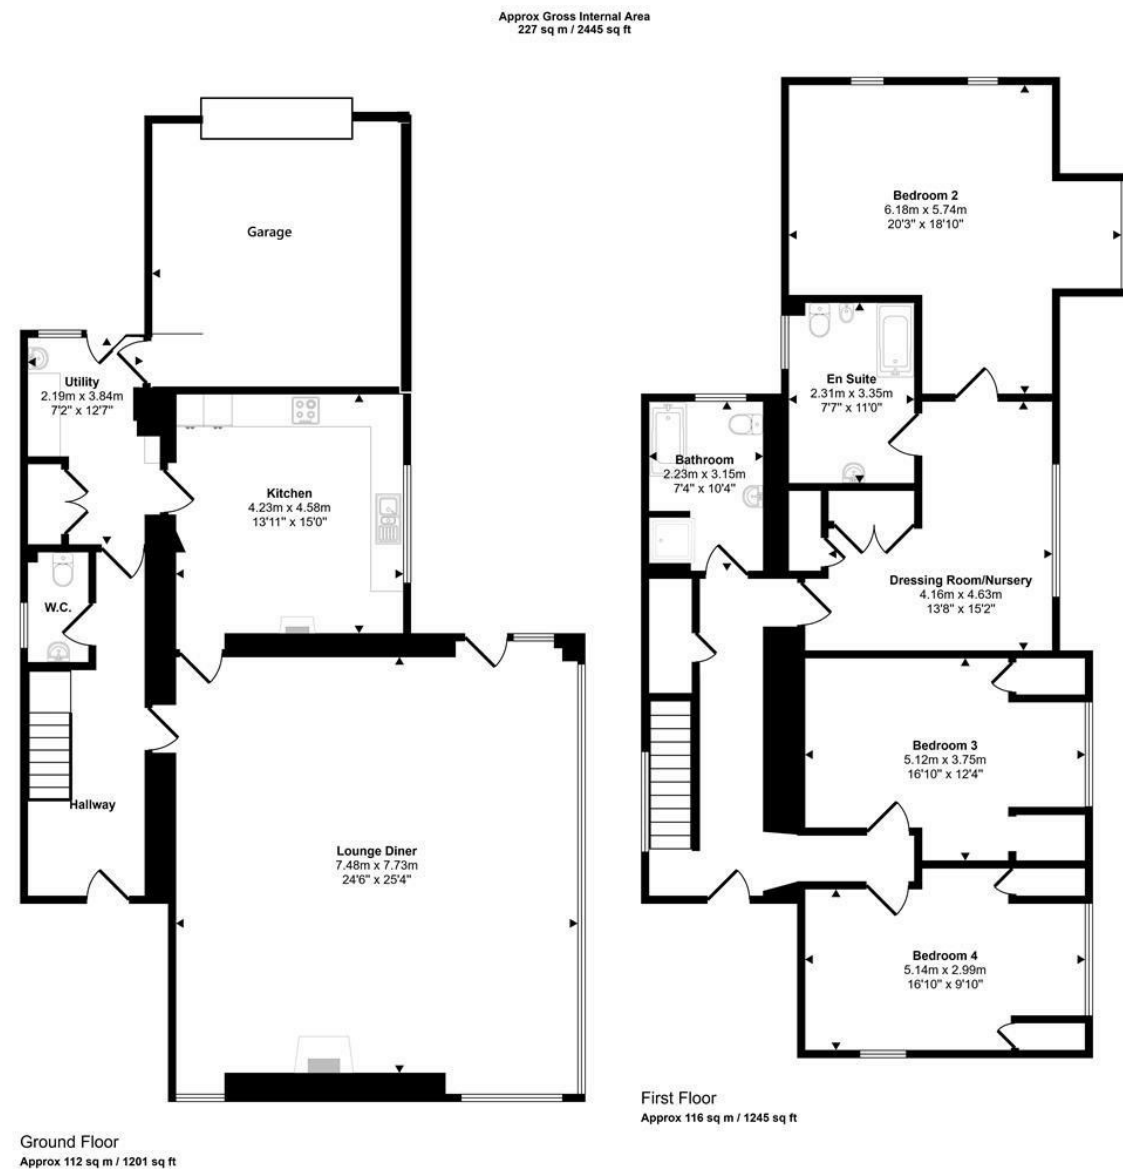 Approx Gross Internal Area
227 sq m / 2445 sq ft
Garage
Utility
2.19m x 3.84m
7'2" x 12'7"
Kitchen
4.23m x 4.58m
13'11" x 15'0"
W.C.
Hallway
Lounge Diner
7.48m x 7.73m
24'6" x 25'4"
Ground Floor
Approx 112 sq m / 1201 sq ft
Bedroom 2
6.18m x 5.74m
20'3" x 18'10"
En Suite
2.31m x 3.35m
7'7" x 11'0"
Bathroom
2.23m x 3.15m
7'4" x 10'4"
Dressing Room/Nursery
4.16m x 4.63m
13'8" x 15'2"
Bedroom 3
5.12m x 3.75m
16'10" x 12'4"
Bedroom 4
5.14m x 2.99m
16'10" x 9'10"
First Floor
Approx 116 sq m / 1245 sq ft